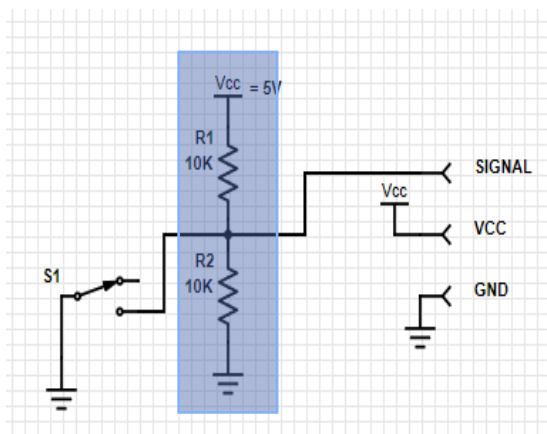 Vcc = 5V
R1
10K
SIGNAL
Vcc
VCC
R2
S1
10K
GND